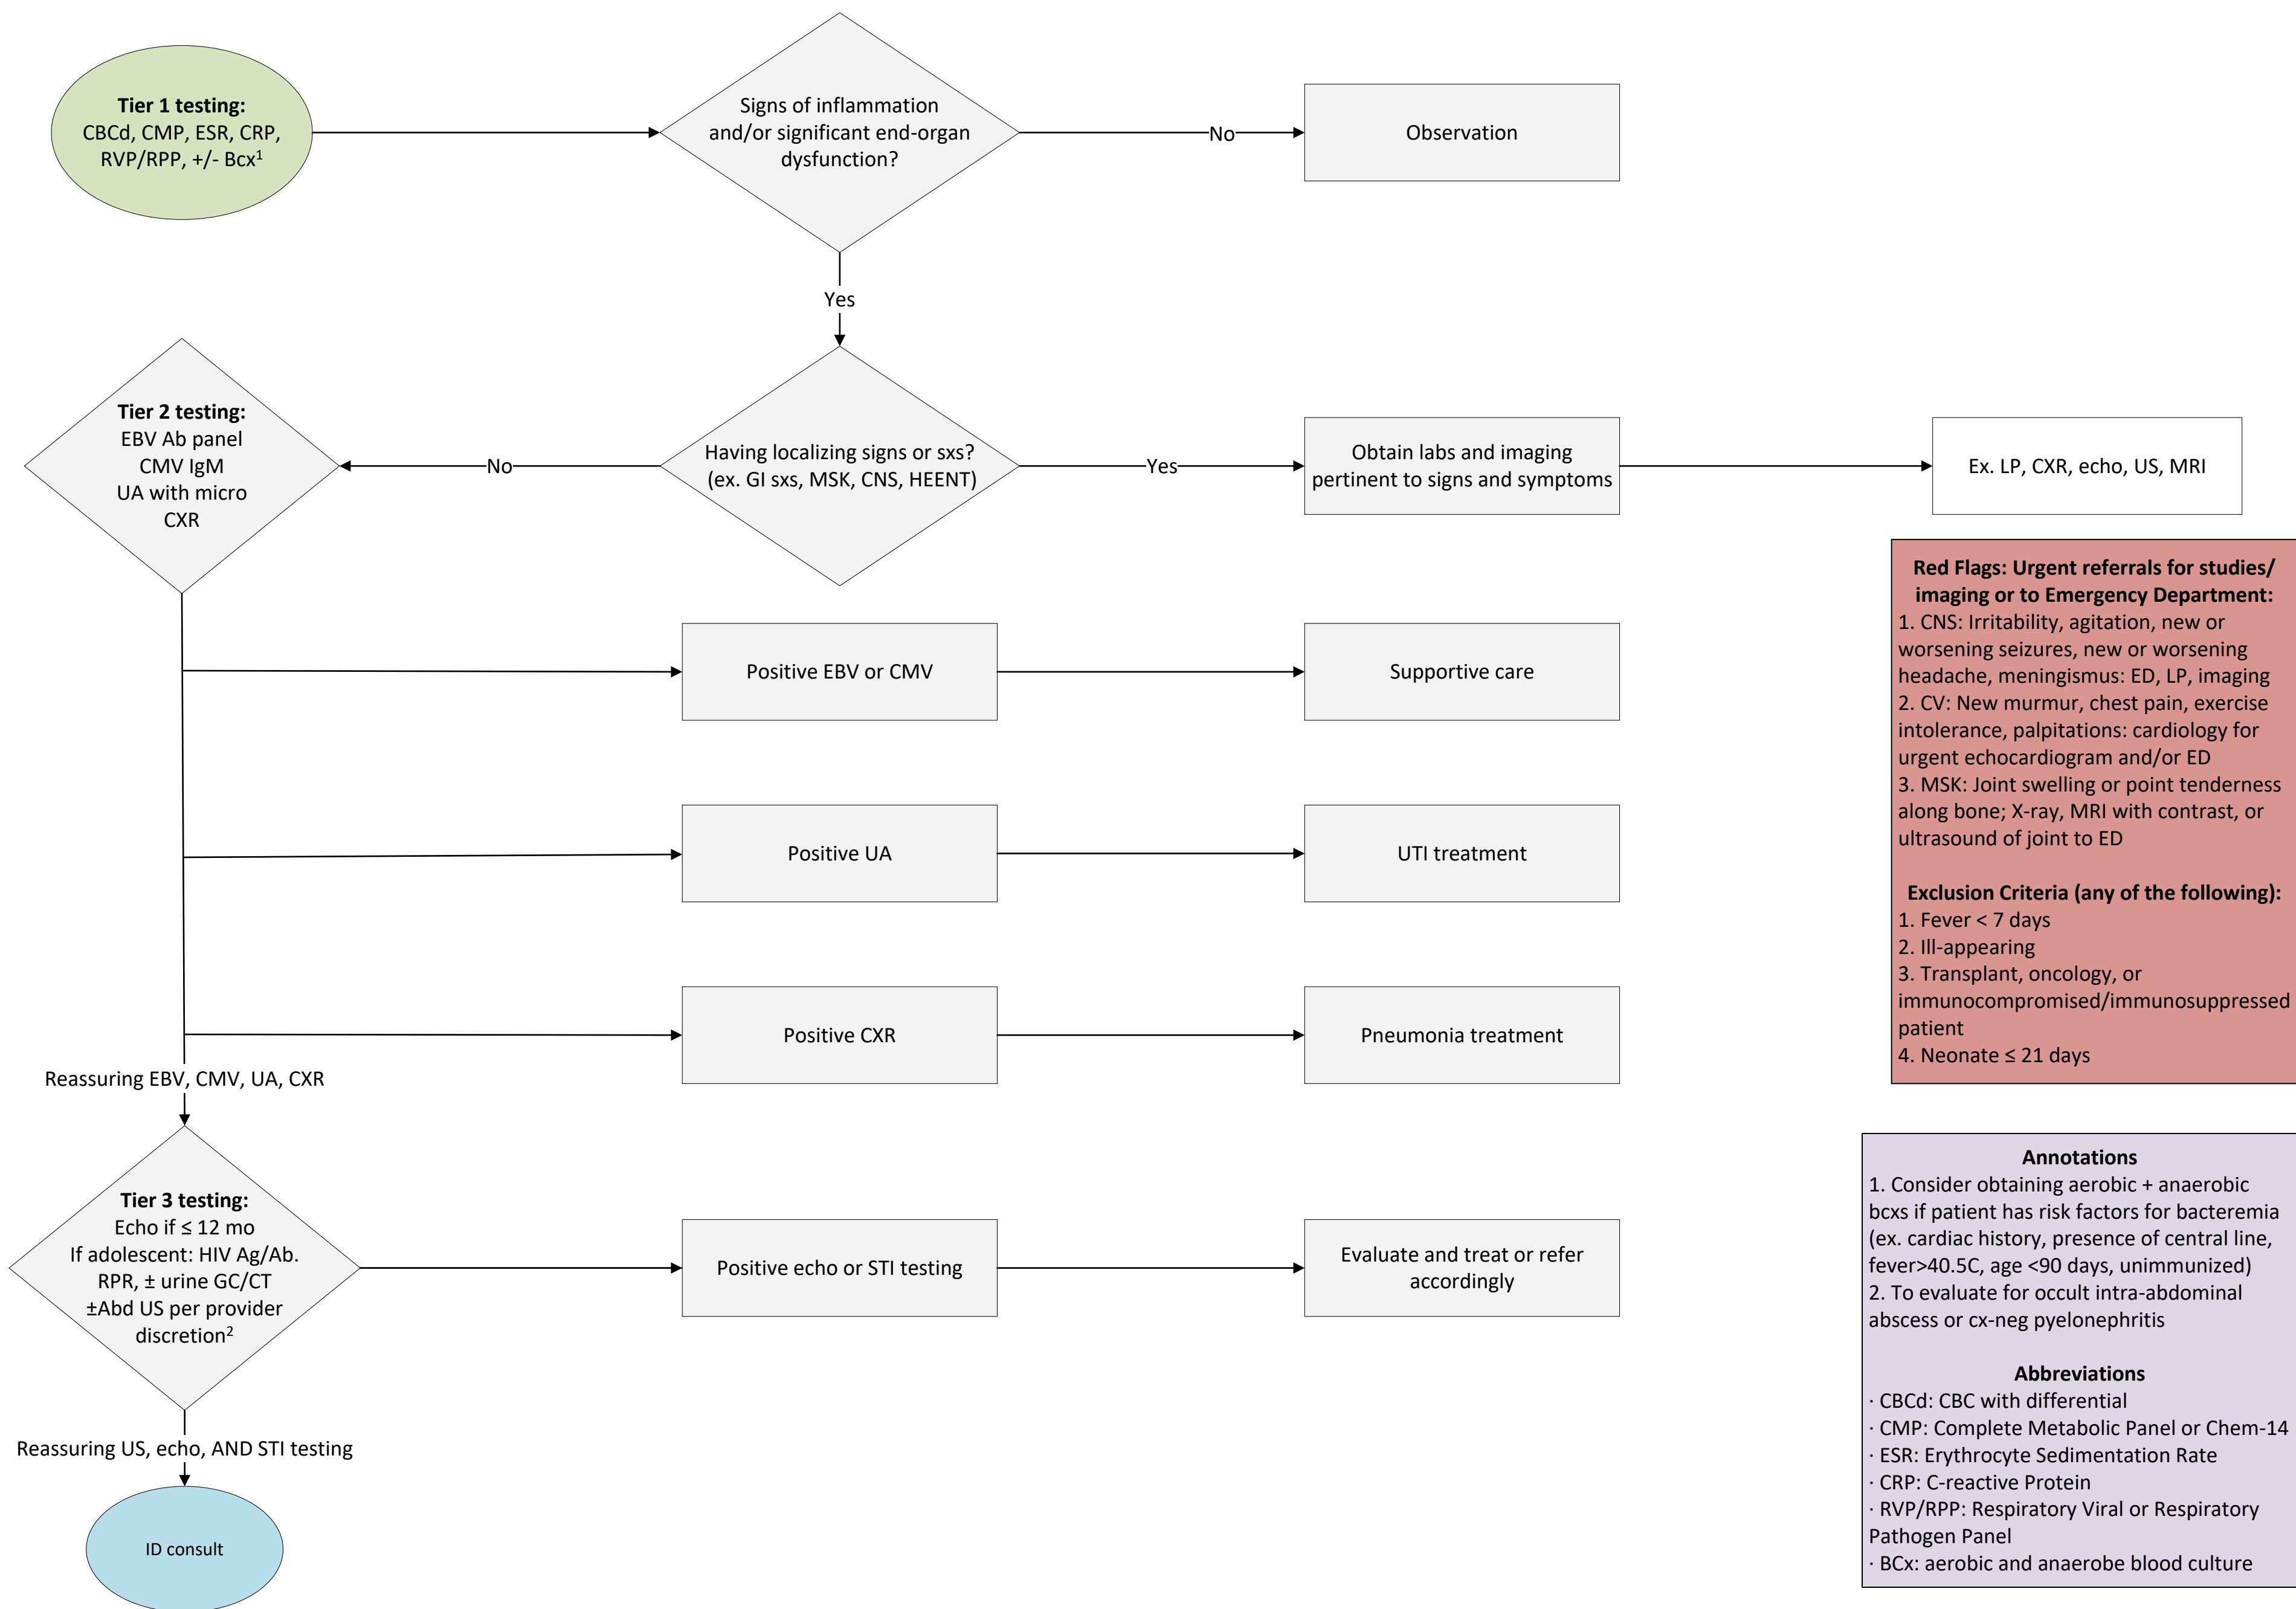 Tier 1 testing:
CBCd, CMP, ESR, CRP,
RVP/RPP, +/- Bcx¹
Signs of inflammation
and/or significant end-organ
dysfunction?
No
Observation
Yes
Tier 2 testing:
EBV Ab panel
CMV IgM
UA with micro
CXR
No
Having localizing signs or sxs?
(ex. GI sxs, MSK, CNS, HEENT)
Yes
Obtain labs and imaging
pertinent to signs and symptoms
Ex. LP, CXR, echo, US, MRI
Positive EBV or CMV
Supportive care
Positive UA
UTI treatment
Positive CXR
Pneumonia treatment
Reassuring EBV, CMV, UA, CXR
Tier 3 testing:
Echo if ≤ 12 mo
If adolescent: HIV Ag/Ab.
RPR, ± urine GC/CT
±Abd US per provider
discretion²
Positive echo or STI testing
Evaluate and treat or refer
accordingly
Reassuring US, echo, AND STI testing
ID consult
Red Flags: Urgent referrals for studies/
imaging or to Emergency Department:
1. CNS: Irritability, agitation, new or
worsening seizures, new or worsening
headache, meningismus: ED, LP, imaging
2. CV: New murmur, chest pain, exercise
intolerance, palpitations: cardiology for
urgent echocardiogram and/or ED
3. MSK: Joint swelling or point tenderness
along bone; X-ray, MRI with contrast, or
ultrasound of joint to ED
Exclusion Criteria (any of the following):
1. Fever < 7 days
2. Ill-appearing
3. Transplant, oncology, or
immunocompromised/immunosuppressed
patient
4. Neonate ≤ 21 days
Annotations
1. Consider obtaining aerobic + anaerobic
bcxs if patient has risk factors for bacteremia
(ex. cardiac history, presence of central line,
fever>40.5C, age <90 days, unimmunized)
2. To evaluate for occult intra-abdominal
abscess or cx-neg pyelonephritis
Abbreviations
· CBCd: CBC with differential
· CMP: Complete Metabolic Panel or Chem-14
· ESR: Erythrocyte Sedimentation Rate
· CRP: C-reactive Protein
· RVP/RPP: Respiratory Viral or Respiratory
Pathogen Panel
· BCx: aerobic and anaerobe blood culture